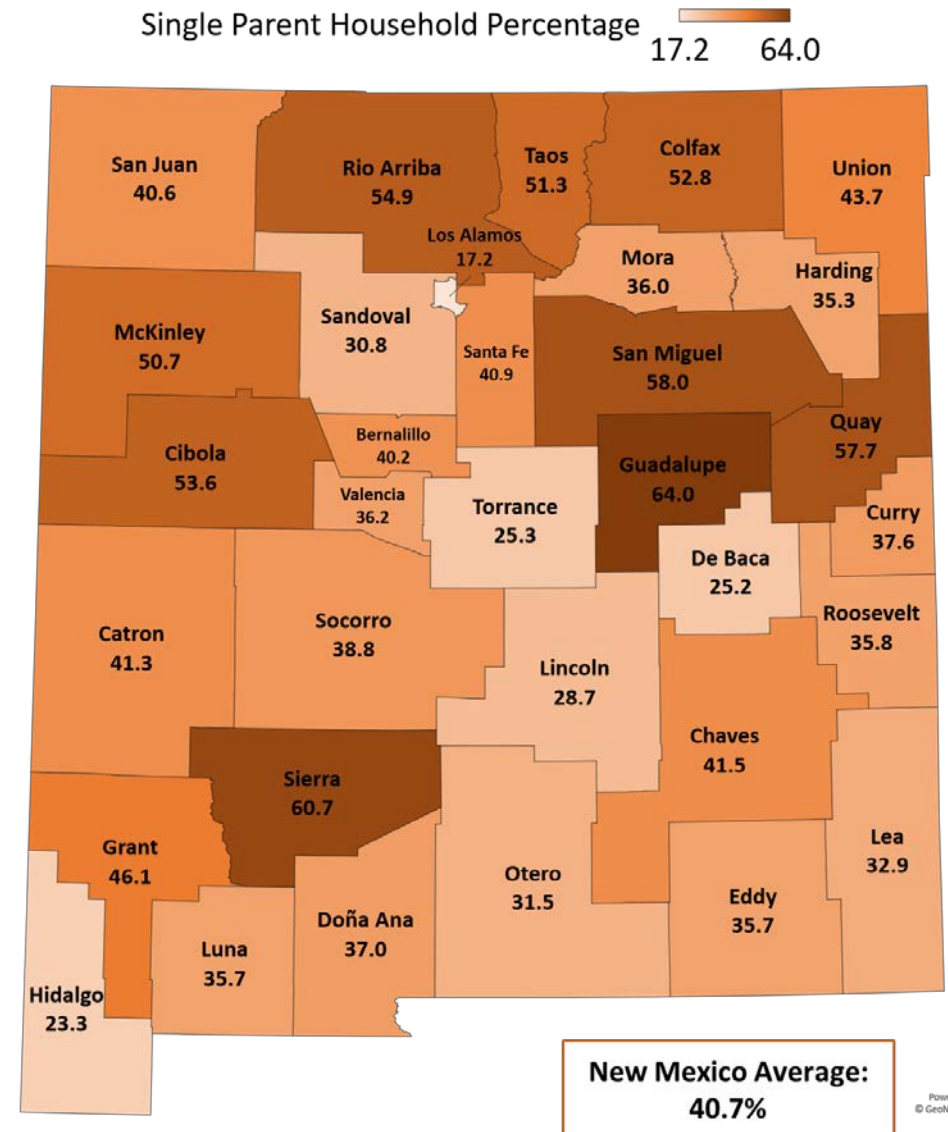 Single Parent Household Percentage
17.2 64.0
San Juan
40.6
Rio Arriba
54.9
Taos
51.3
Colfax
52.8
Union
43.7
Los Alamos
17.2
Mora
36.0
Harding
35.3
McKinley
50.7
Sandoval
30.8
Santa Fe
40.9
San Miguel
58.0
Quay
57.7
Cibola
53.6
Bernalillo
40.2
Guadalupe
64.0
Valencia
36.2
Torrance
25.3
Curry
37.6
De Baca
25.2
Catron
41.3
Socorro
38.8
Roosevelt
35.8
Lincoln
28.7
Chaves
41.5
Sierra
60.7
Grant
46.1
Otero
31.5
Lea
32.9
Eddy
35.7
Doña Ana
37.0
Luna
35.7
Hidalgo
23.3
New Mexico Average:
40.7%